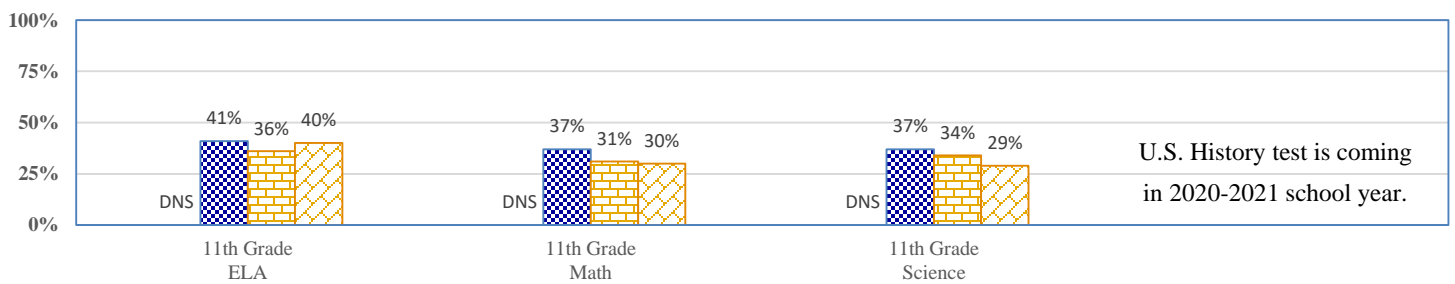 100%
75%
50%
25%
0%
DNS
41%
36%
40%
DNS
37%
31%
30%
DNS
37%
34%
29%
U.S. History test is coming
in 2020-2021 school year.
11th Grade
ELA
11th Grade
Math
11th Grade
Science